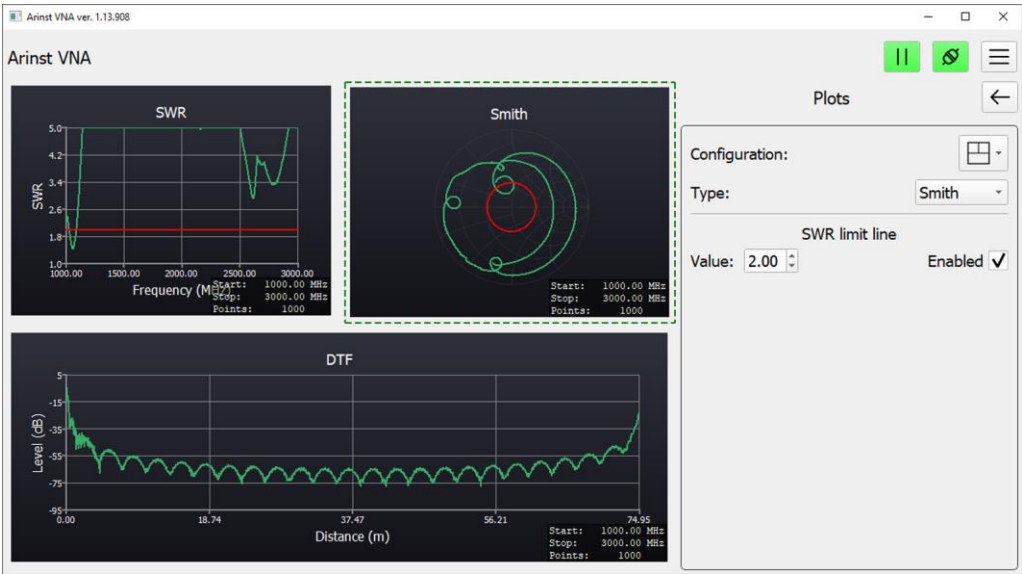 Arinst VNA ver. 1.13.908
Arinst VNA
SWR
5.0
4.2
3.4
2.6
1.8
1.0
SWR
1000.00 1500.00 2000.00 2500.00 3000.00
Frequency (MHz)
Start: 1000.00 MHz
Stop: 3000.00 MHz
Points: 1000
Smith
Start: 1000.00 MHz
Stop: 3000.00 MHz
Points: 1000
DTF
5
-15
-35
-55
-75
-95
Level (dB)
0.00 18.74 37.47 56.21 74.95
Distance (m)
Start: 1000.00 MHz
Stop: 3000.00 MHz
Points: 1000
Plots
Configuration:
Type: Smith
SWR limit line
Value: 2.00 Enabled